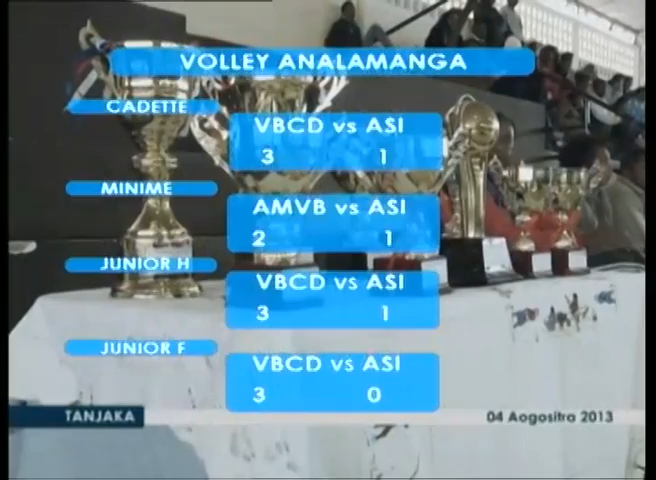 VOLLEY ANALAMANGA
CADETTE
VBCD vs ASI
3 1
MINIME
AMVB vs ASI
2 1
JUNIOR H
VBCD vs ASI
3 1
JUNIOR F
VBCD vs ASI
3 0
TANJAKA
04 Aogositra 2013